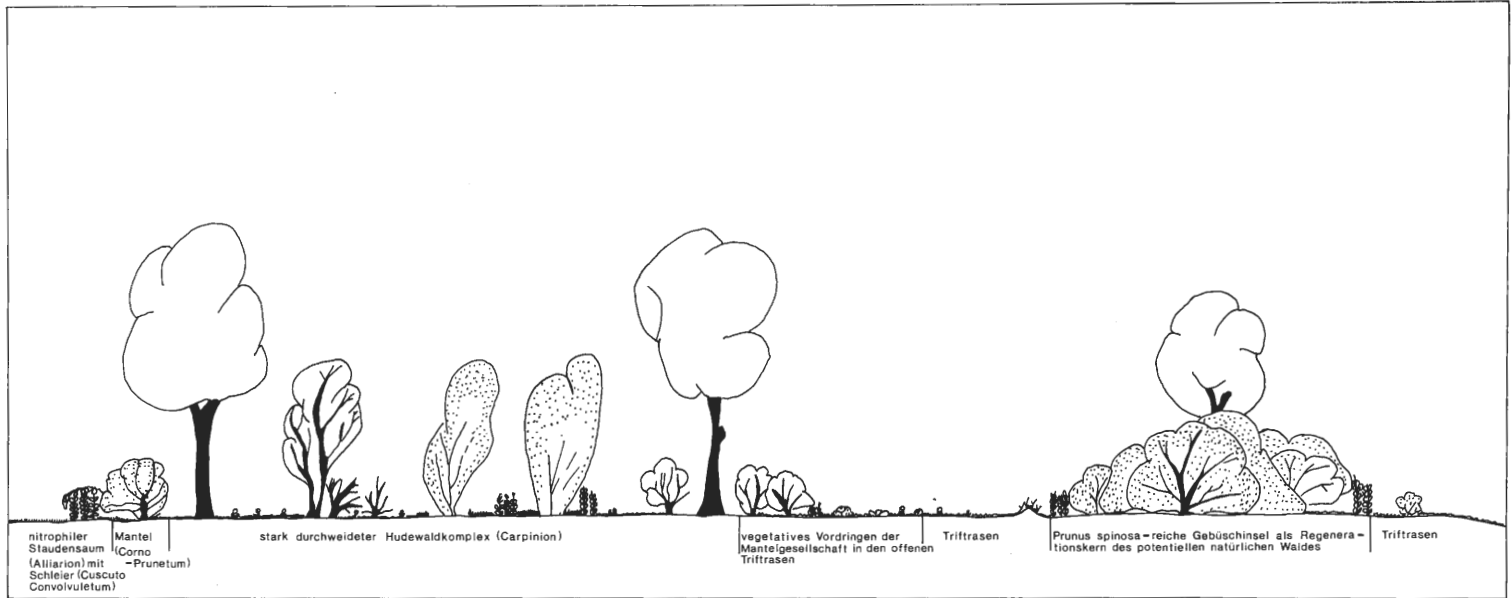 nitrophiler
Staudensaum
(Alliarion) mit
Schleier (Cuscuto
Convolvuletum)
Mantel
(Corno
-Prunetum)
stark durchweideter Hudewaldkomplex (Carpinion)
vegetatives Vordringen der
Mantelgesellschaft in den offenen
Triftrasen
Triftrasen
Prunus spinosa-reiche Gebüschinsel als Regenera-
tionskern des potentiellen natürlichen Waldes
Triftrasen